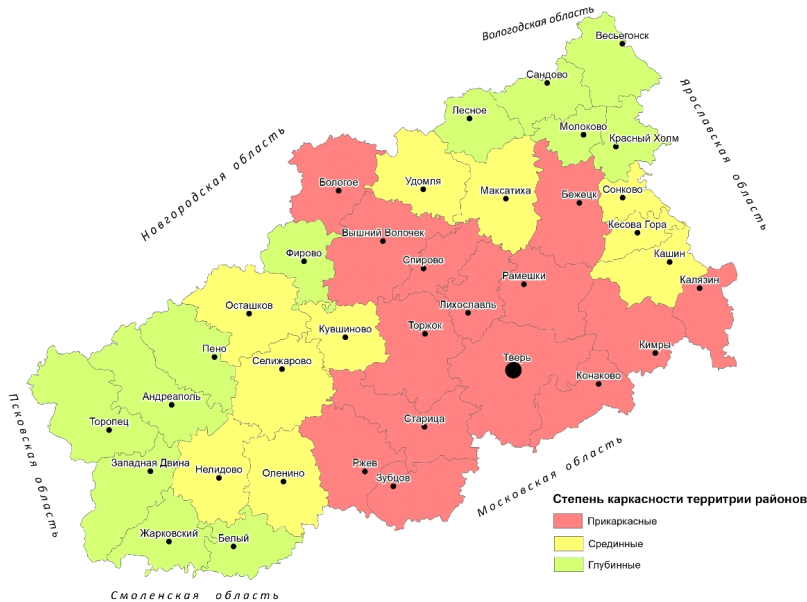 Вологодская область
Весьегонск
Сандово
Лесное
Ярославская область
Молоково
Красный Холм
Новгородская область
Бологое
Удомля
Максатиха
Бежецк
Сонково
Кесова Гора
Вышний Волочек
Фирово
Спирово
Кашин
Рамешки
Калязин
Осташков
Лихославль
Кувшиново
Торжок
Пено
Селижарово
Тверь
Кимры
Конаково
Псковская область
Андреаполь
Торопец
Старица
Западная Двина
Нелидово
Оленино
Ржев
Зубцов
Московская область
Жарковский
Белый
Смоленская область
Степень каркасности территрии районов
Прикаркасные
Срединные
Глубинные